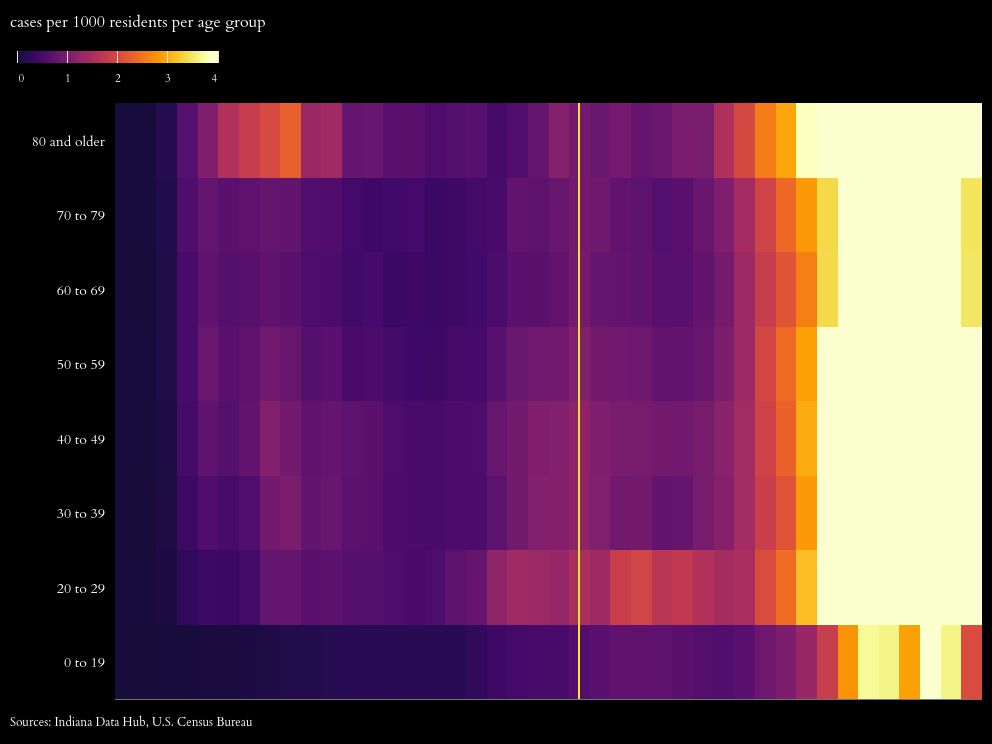 cases per 1000 residents per age group
0 1 2 3 4
80 and older
70 to 79
60 to 69
50 to 59
40 to 49
30 to 39
20 to 29
0 to 19
Sources: Indiana Data Hub, U.S. Census Bureau